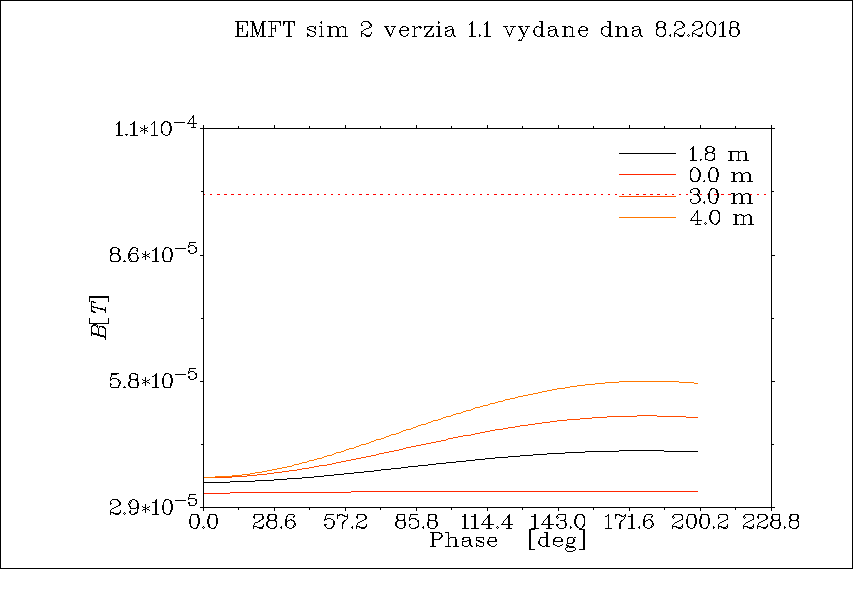 EMFT sim 2 verzia 1.1 vydane dna 8.2.2018
1.1*10^-4
1.8 m
0.0 m
3.0 m
4.0 m
8.6*10^-5
B[T]
5.8*10^-5
2.9*10^-5
0.0 28.6 57.2 85.8 114.4 143.0 171.6 200.2 228.8
Phase [deg]